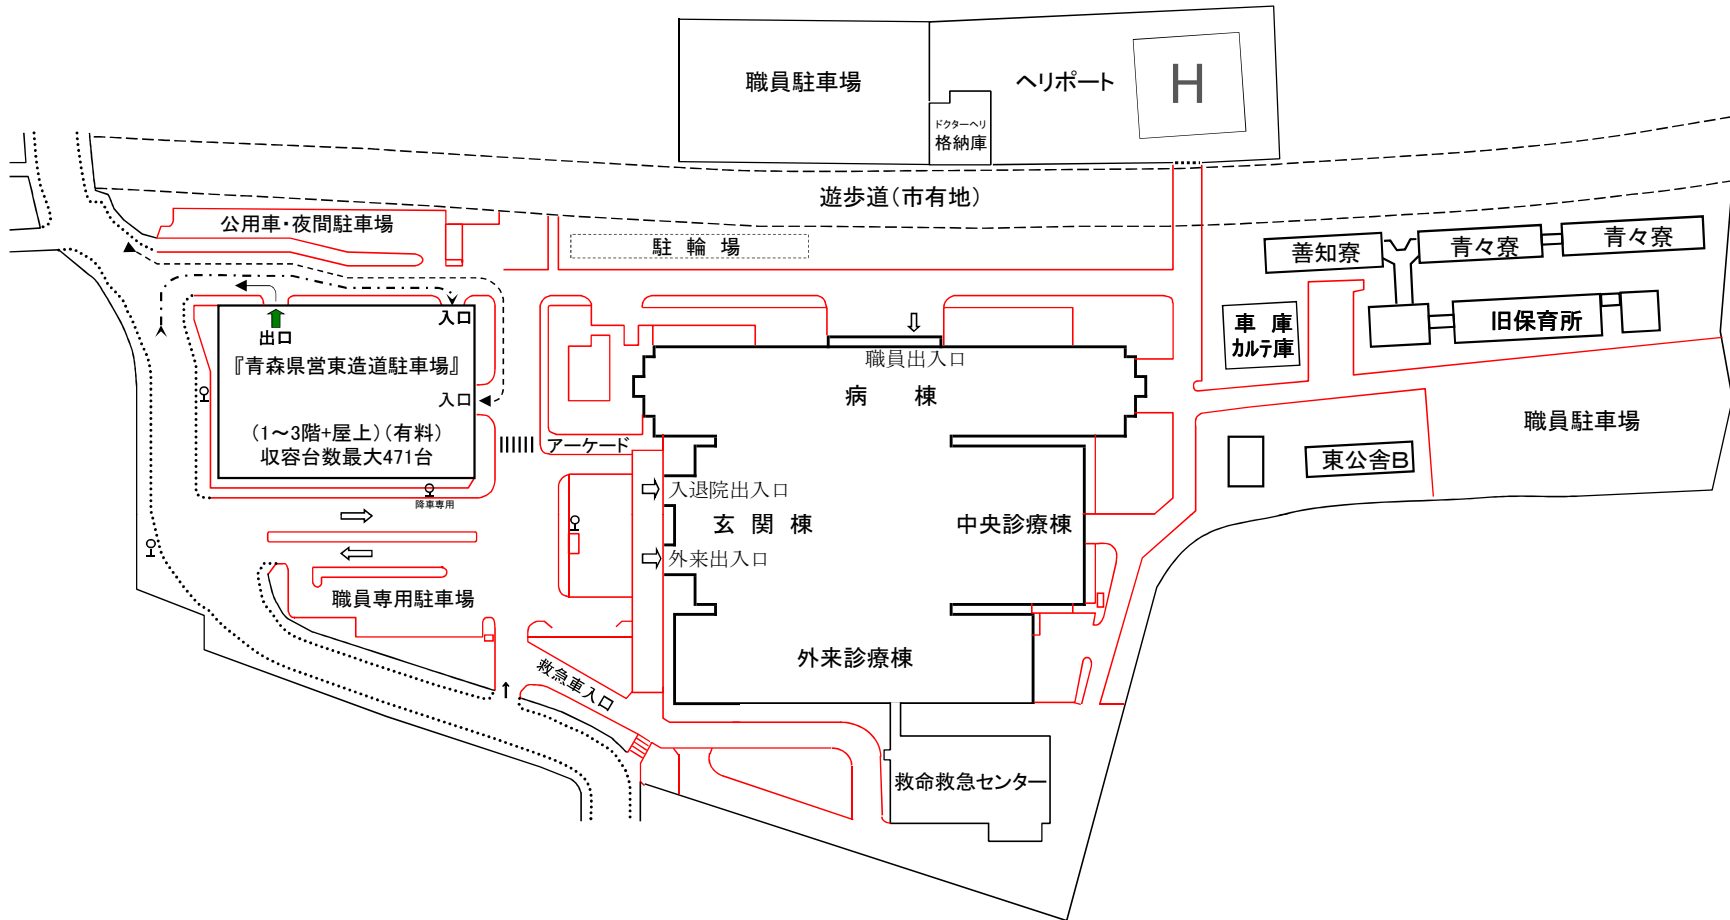 職員駐車場
ヘリポート
H
ドクターヘリ
格納庫
遊歩道(市有地)
公用車・夜間駐車場
駐輪場
善知寮
青々寮
青々寮
出口
入口
『青森県営東造道駐車場』
入口
(1~3階+屋上)(有料)
収容台数最大471台
降車専用
アーケード
職員出入口
病棟
車庫
カルテ庫
旧保育所
職員駐車場
東公舎B
入退院出入口
玄関棟
中央診療棟
外来出入口
職員専用駐車場
外来診療棟
救急車入口
救命救急センター